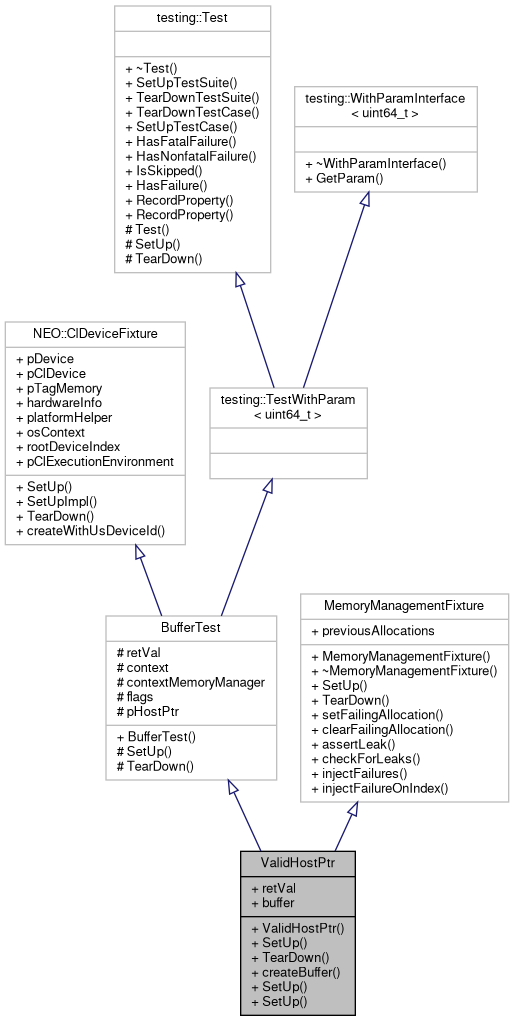 testing::Test
+ ~Test()
+ SetUpTestSuite()
+ TearDownTestSuite()
+ TearDownTestCase()
+ SetUpTestCase()
+ HasFatalFailure()
+ HasNonfatalFailure()
+ IsSkipped()
+ HasFailure()
+ RecordProperty()
+ RecordProperty()
# Test()
# SetUp()
# TearDown()
testing::WithParamInterface
< uint64_t >
+ ~WithParamInterface()
+ GetParam()
NEO::ClDeviceFixture
+ pDevice
+ pClDevice
+ pTagMemory
+ hardwareInfo
+ platformHelper
+ osContext
+ rootDeviceIndex
+ pClExecutionEnvironment
+ SetUp()
+ SetUpImpl()
+ TearDown()
+ createWithUsDeviceId()
testing::TestWithParam
< uint64_t >
BufferTest
# retVal
# context
# contextMemoryManager
# flags
# pHostPtr
+ BufferTest()
# SetUp()
# TearDown()
MemoryManagementFixture
+ previousAllocations
+ MemoryManagementFixture()
+ ~MemoryManagementFixture()
+ SetUp()
+ TearDown()
+ setFailingAllocation()
+ clearFailingAllocation()
+ assertLeak()
+ checkForLeaks()
+ injectFailures()
+ injectFailureOnIndex()
ValidHostPtr
+ retVal
+ buffer
+ ValidHostPtr()
+ SetUp()
+ TearDown()
+ createBuffer()
+ SetUp()
+ SetUp()